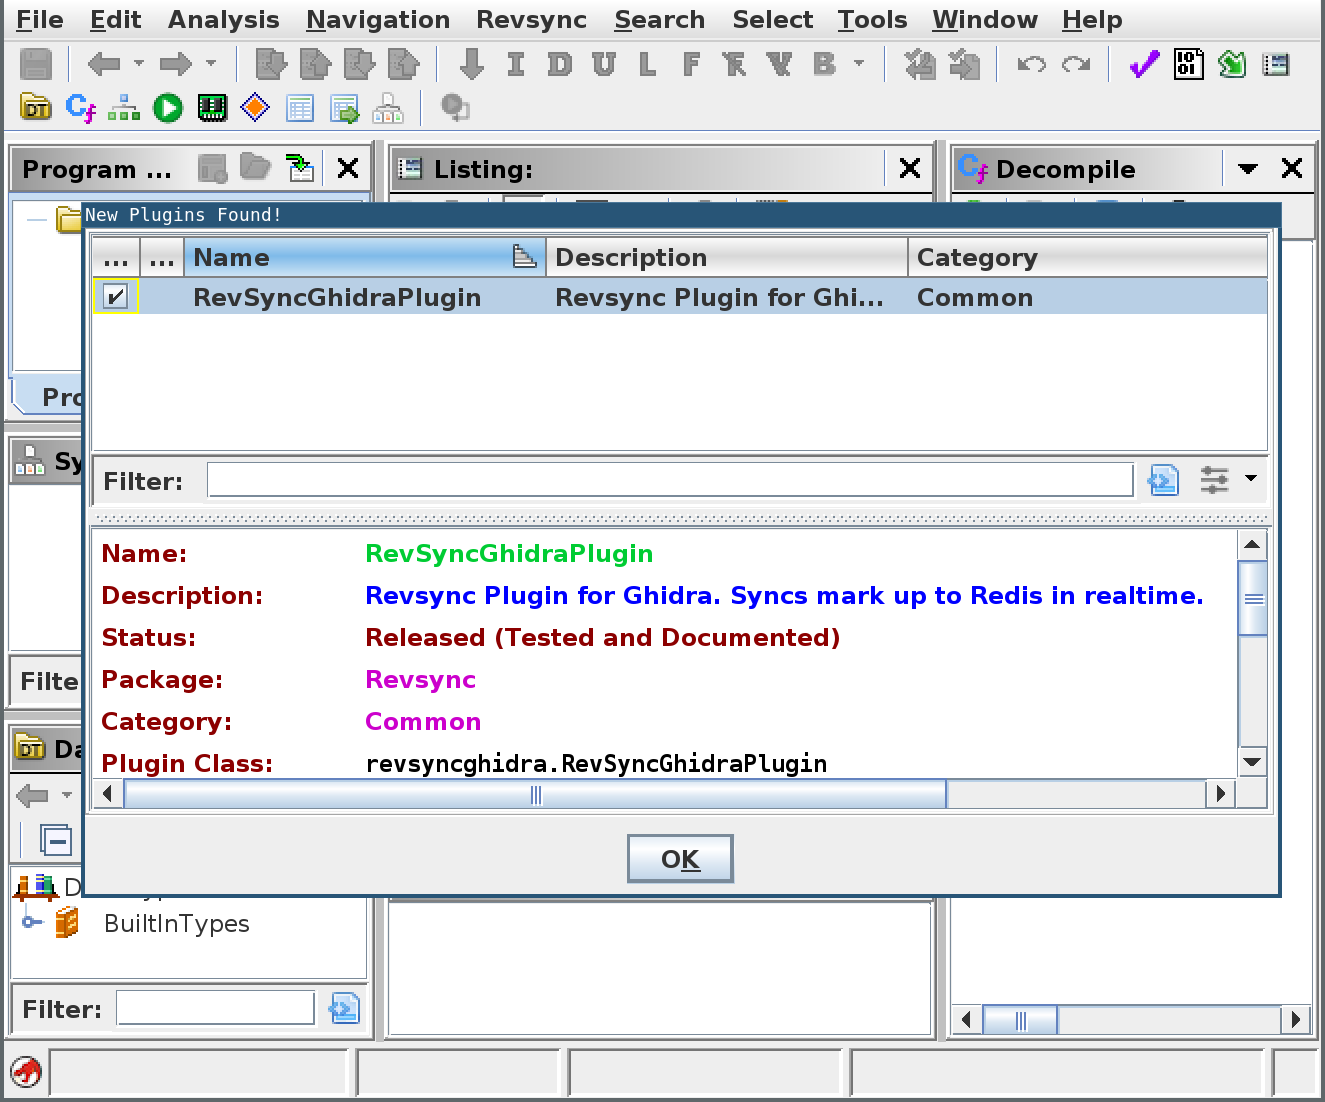 File Edit Analysis Navigation Revsync Search Select Tools Window Help
I D U L F F V B
DT
Program ...
Listing:
Decompile
New Plugins Found!
... ... Name Description Category
RevSyncGhidraPlugin Revsync Plugin for Ghi... Common
Pro
Sy
Filter:
Name: RevSyncGhidraPlugin
Description: Revsync Plugin for Ghidra. Syncs mark up to Redis in realtime.
Status: Released (Tested and Documented)
Package: Revsync
Category: Common
Plugin Class: revsyncghidra.RevSyncGhidraPlugin
Filte
DT Da
OK
D
BuiltInTypes
Filter: